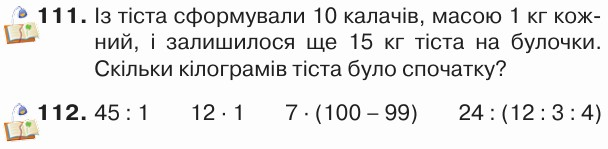 111. Із тіста сформували 10 калачів, масою 1 кг кож-
ний, і залишилося ще 15 кг тіста на булочки.
Скільки кілограмів тіста було спочатку?
112. 45 : 1 12 · 1 7 · (100 – 99) 24 : (12 : 3 : 4)